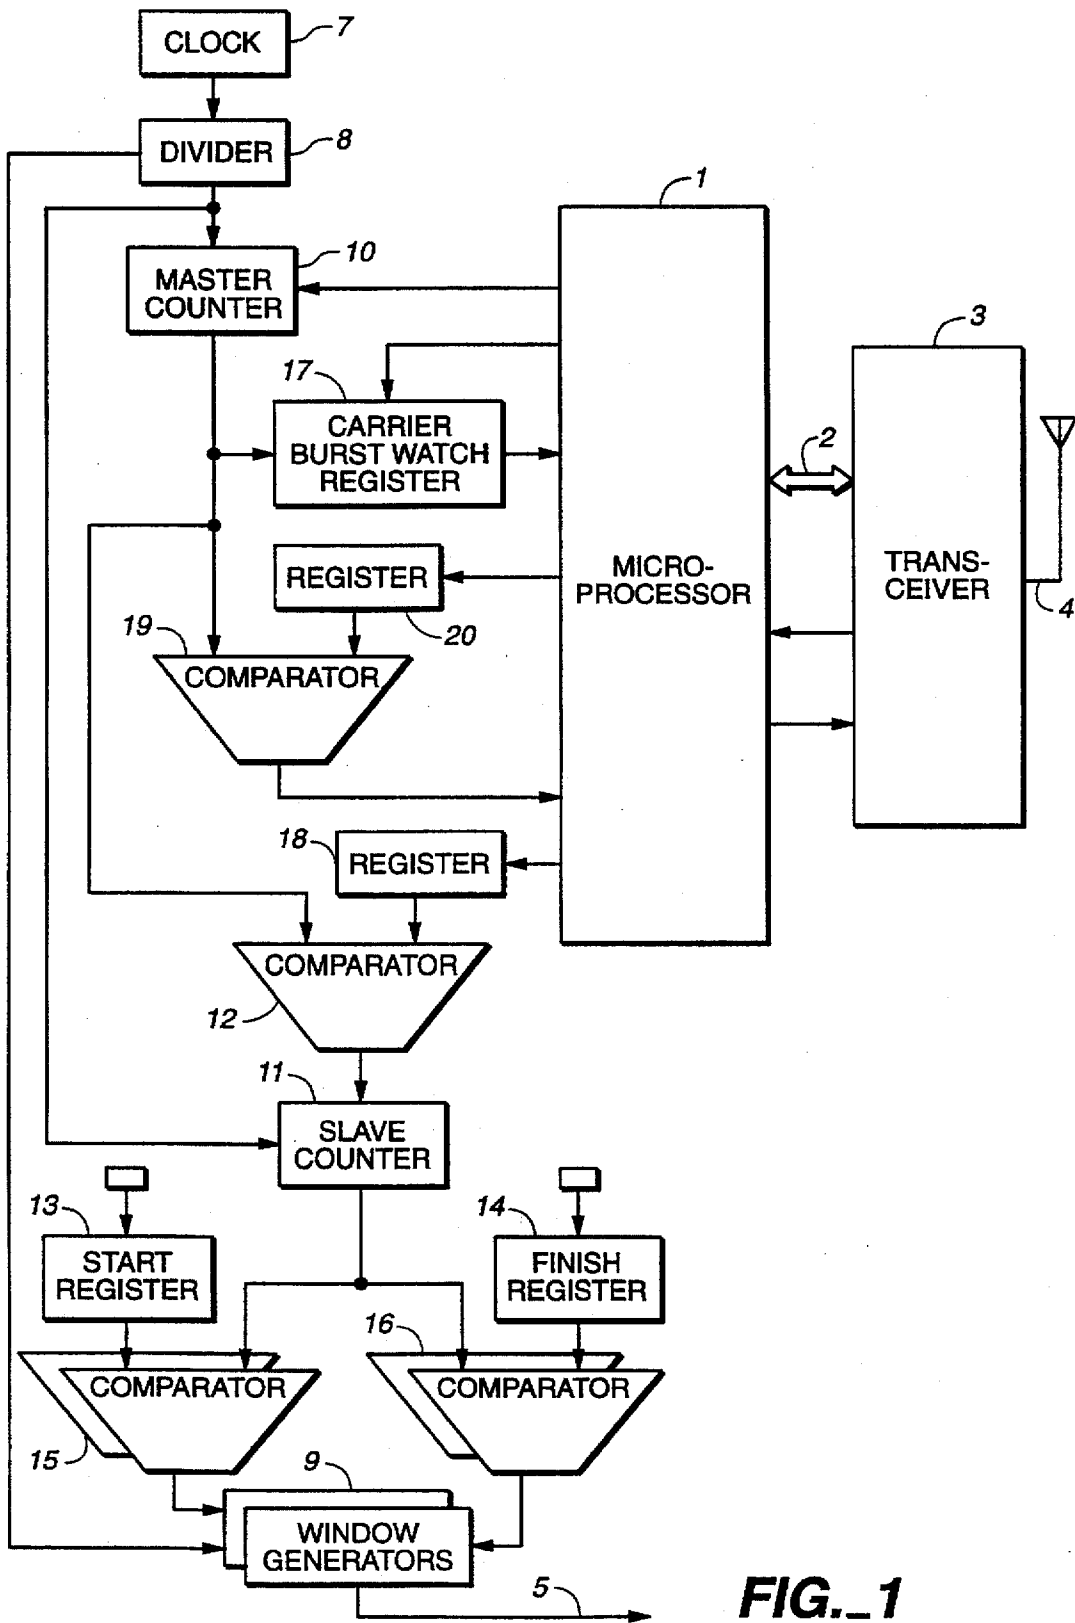 CLOCK
7
DIVIDER
8
1
MASTER
COUNTER
10
3
17
CARRIER
BURST WATCH
REGISTER
2
MICRO-
PROCESSOR
TRANS-
CEIVER
4
REGISTER
20
19
COMPARATOR
18
REGISTER
COMPARATOR
12
11
SLAVE
COUNTER
13
START
REGISTER
14
FINISH
REGISTER
16
COMPARATOR
COMPARATOR
15
9
WINDOW
GENERATORS
5
FIG._1